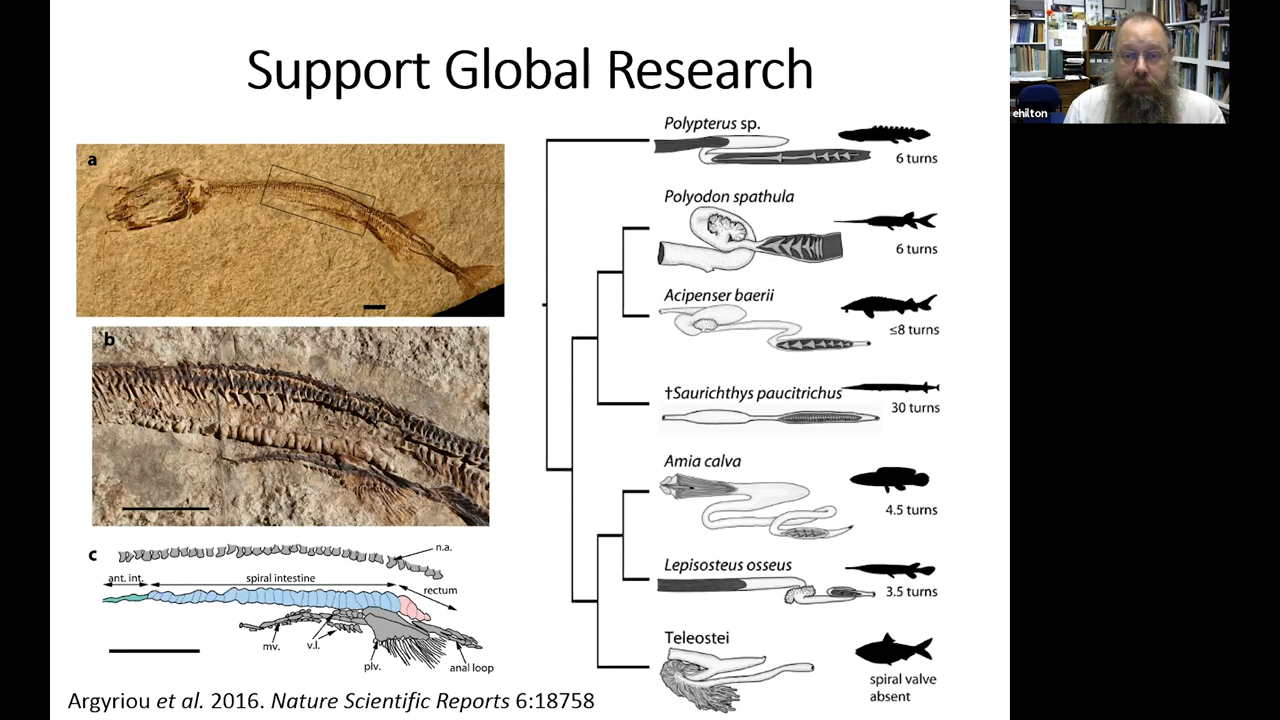 Support Global Research
ehilton
a
b
c
n.a.
ant. int.
spiral intestine
rectum
mv.
v.l.
plv.
anal loop
Polypterus sp.
6 turns
Polyodon spathula
6 turns
Acipenser baerii
≤8 turns
†Saurichthys paucitrichus
30 turns
Amia calva
4.5 turns
Lepisosteus osseus
3.5 turns
Teleostei
spiral valve
absent
Argyriou et al. 2016. Nature Scientific Reports 6:18758